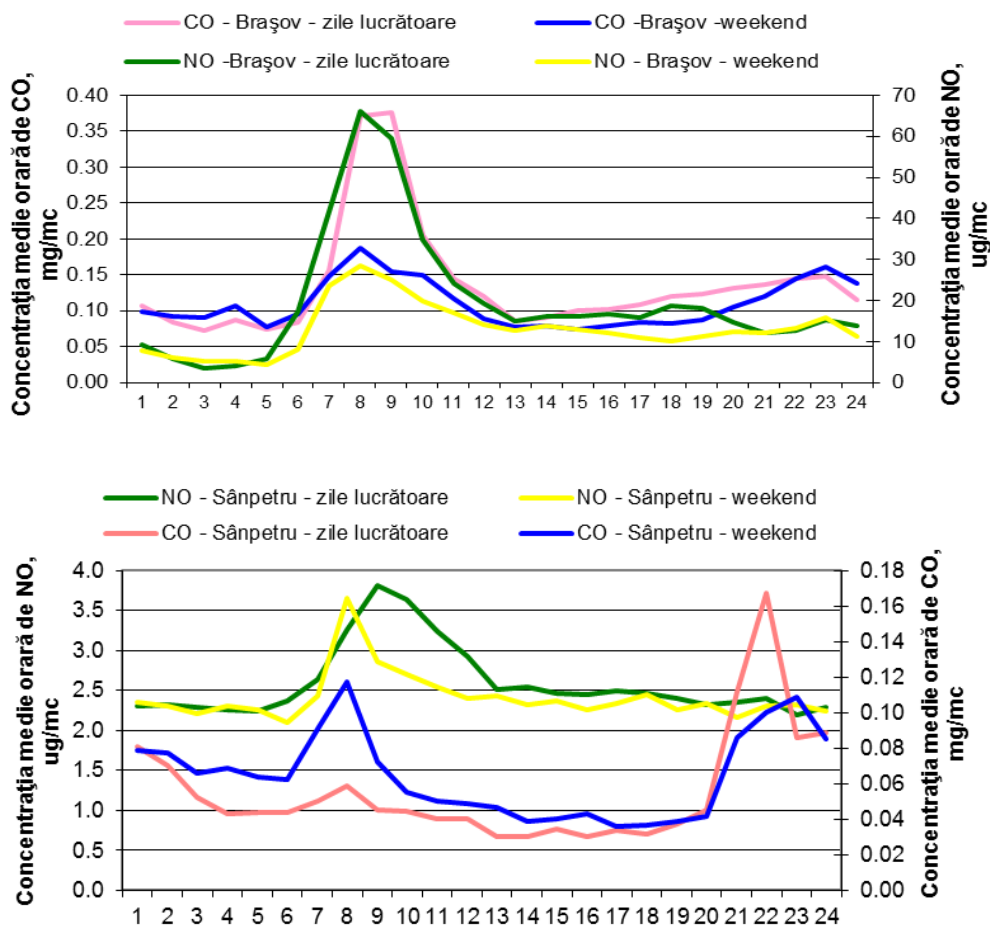 CO - Braşov - zile lucrătoare
CO -Braşov -weekend
NO -Braşov - zile lucrătoare
NO - Braşov - weekend
Concentraţia medie orară de CO,
mg/mc
0.40
0.35
0.30
0.25
0.20
0.15
0.10
0.05
0.00
70
60
50
40
30
20
10
0
Concentraţia medie orară de NO,
ug/mc
1 2 3 4 5 6 7 8 9 10 11 12 13 14 15 16 17 18 19 20 21 22 23 24
NO - Sânpetru - zile lucrătoare
NO - Sânpetru - weekend
CO - Sânpetru - zile lucrătoare
CO - Sânpetru - weekend
Concentraţia medie orară de NO,
ug/mc
4.0
3.5
3.0
2.5
2.0
1.5
1.0
0.5
0.0
0.18
0.16
0.14
0.12
0.10
0.08
0.06
0.04
0.02
0.00
Concentraţia medie orară de CO,
mg/mc
1 2 3 4 5 6 7 8 9 10 11 12 13 14 15 16 17 18 19 20 21 22 23 24